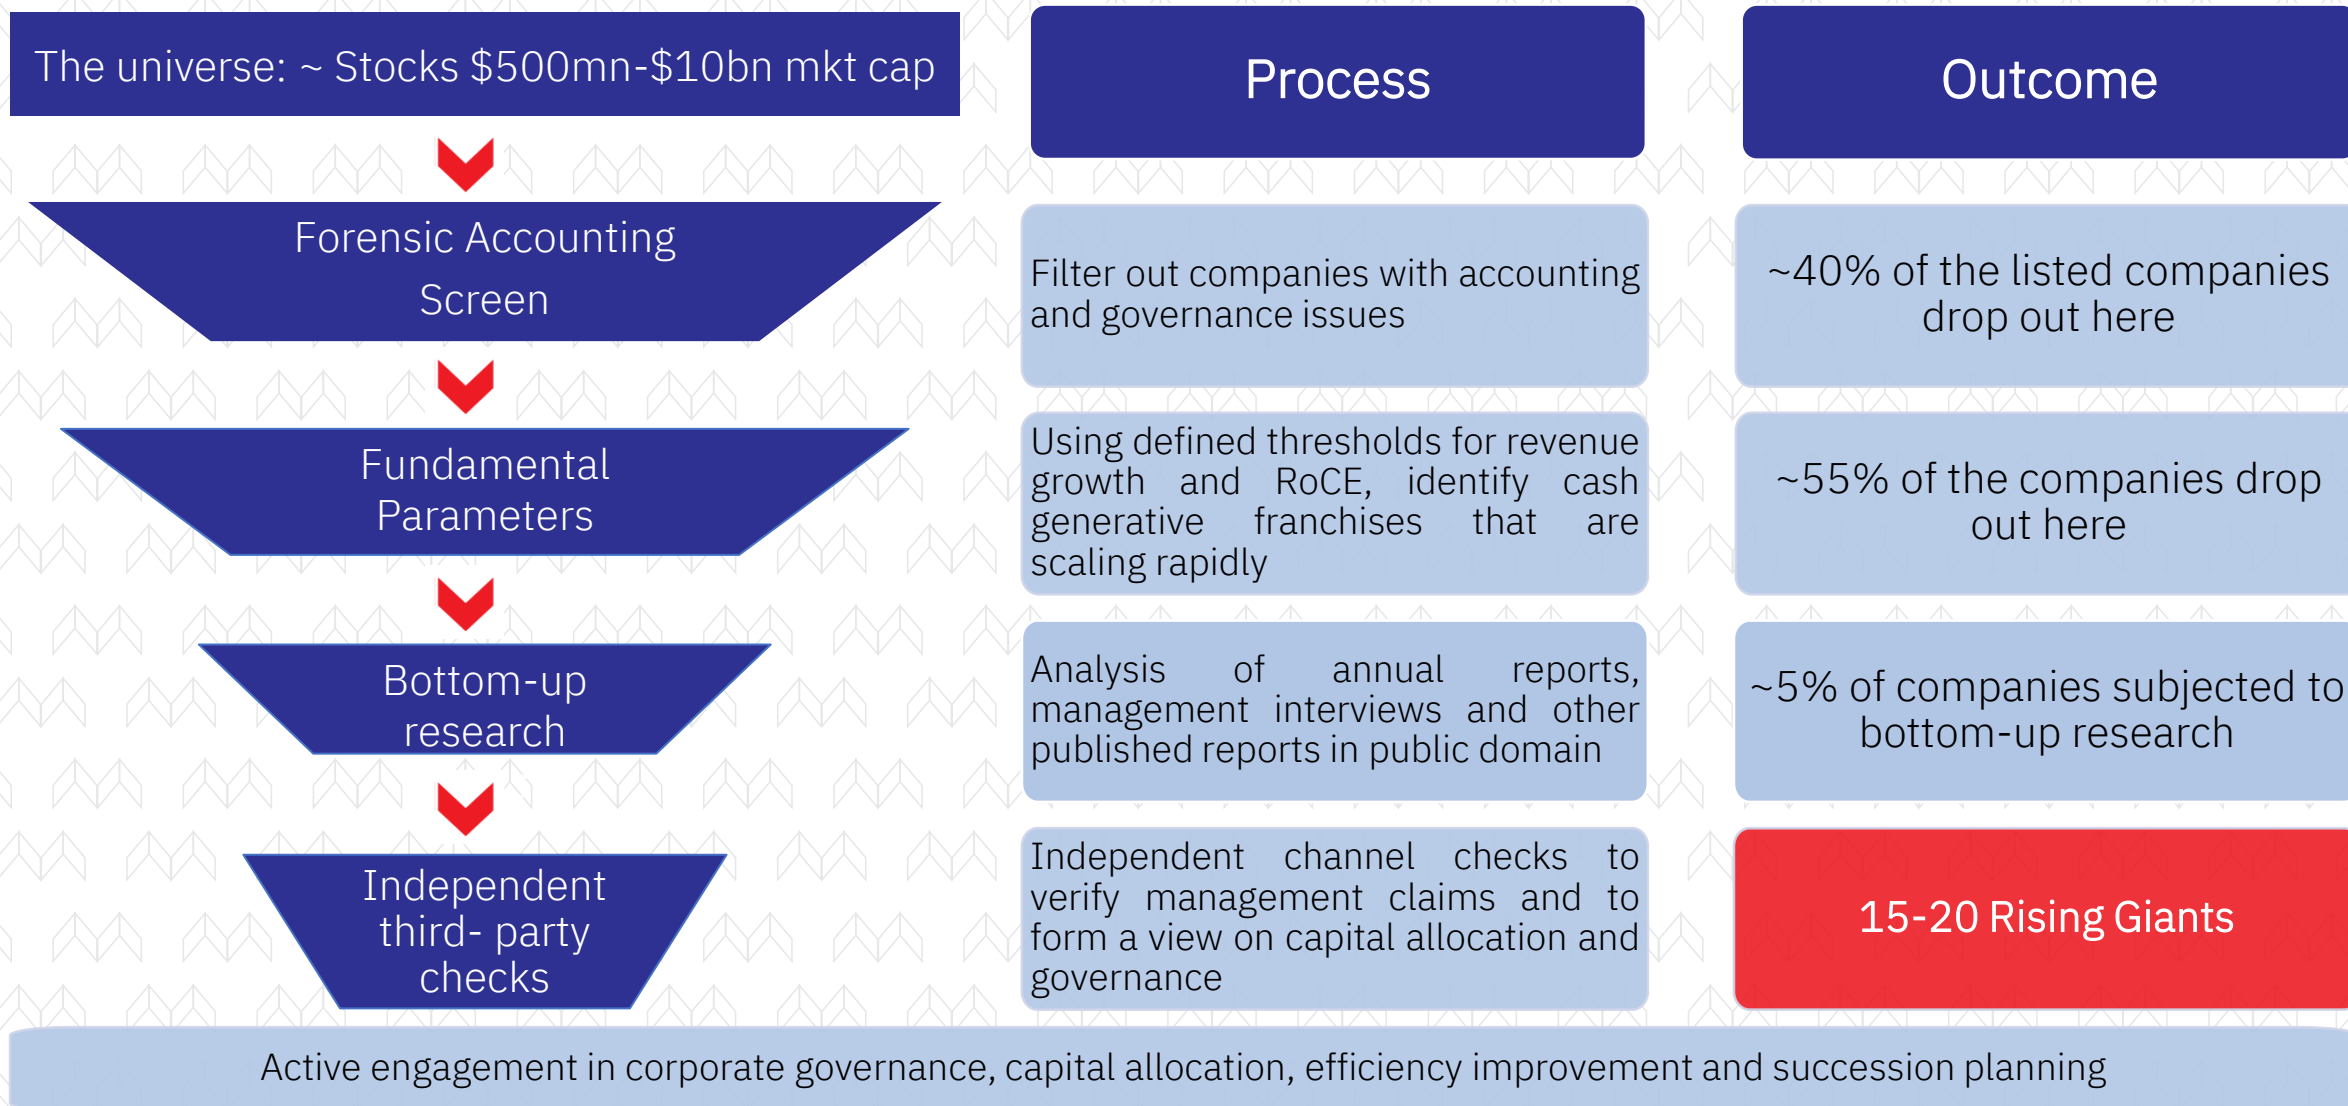 The universe: ~ Stocks $500mn-$10bn mkt cap
Process
Outcome
Forensic Accounting
Screen
Filter out companies with accounting
and governance issues
~40% of the listed companies
drop out here
Fundamental
Parameters
Using defined thresholds for revenue
growth and RoCE, identify cash
generative franchises that are
scaling rapidly
~55% of the companies drop
out here
Bottom-up
research
Analysis of annual reports,
management interviews and other
published reports in public domain
~5% of companies subjected to
bottom-up research
Independent
third- party
checks
Independent channel checks to
verify management claims and to
form a view on capital allocation and
governance
15-20 Rising Giants
Active engagement in corporate governance, capital allocation, efficiency improvement and succession planning